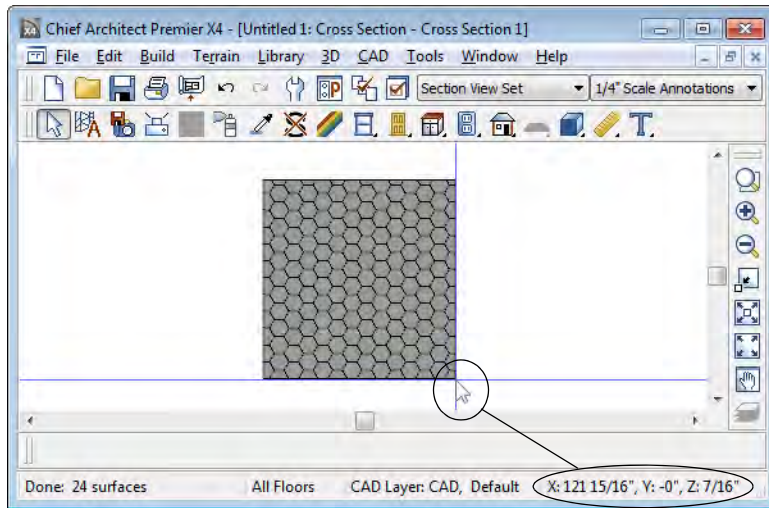 X4 Chief Architect Premier X4 - [Untitled 1: Cross Section - Cross Section 1]
File Edit Build Terrain Library 3D CAD Tools Window Help
Section View Set 1/4" Scale Annotations
Done: 24 surfaces All Floors CAD Layer: CAD, Default X: 121 15/16", Y: -0", Z: 7/16"